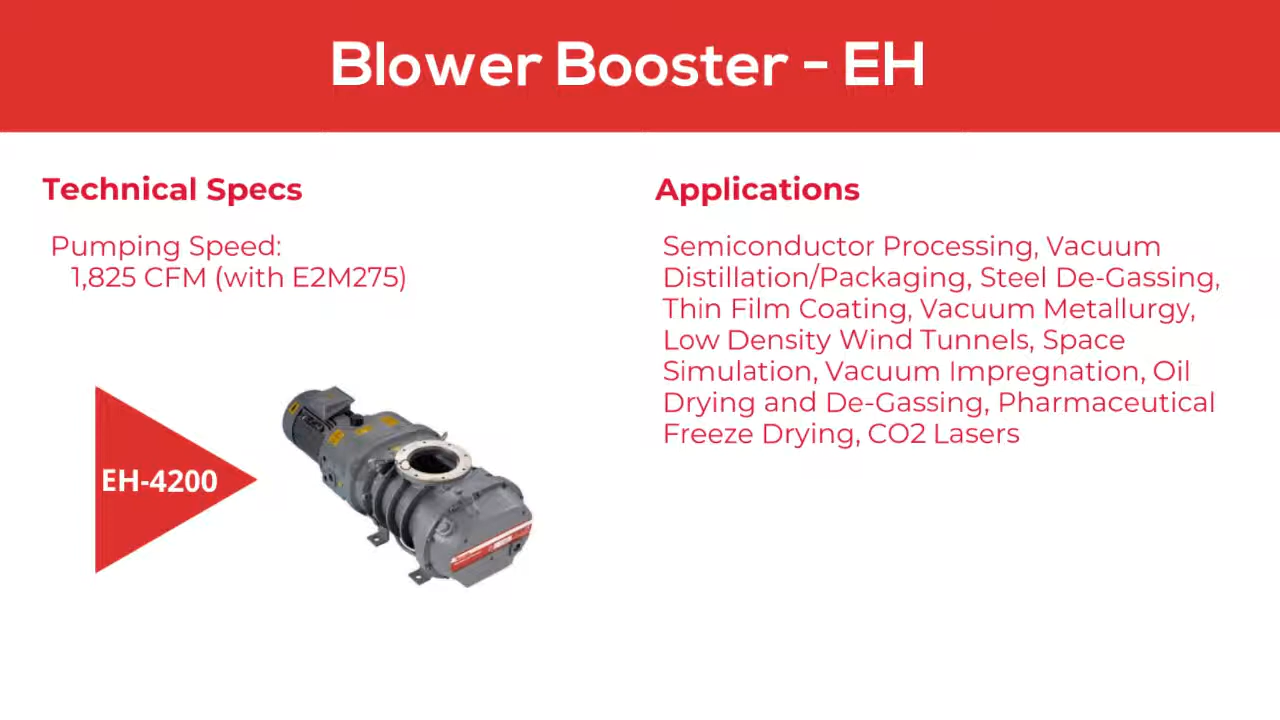 Blower Booster - EH
Technical Specs
Pumping Speed:
1,825 CFM (with E2M275)
EH-4200
Applications
Semiconductor Processing, Vacuum
Distillation/Packaging, Steel De-Gassing,
Thin Film Coating, Vacuum Metallurgy,
Low Density Wind Tunnels, Space
Simulation, Vacuum Impregnation, Oil
Drying and De-Gassing, Pharmaceutical
Freeze Drying, CO2 Lasers